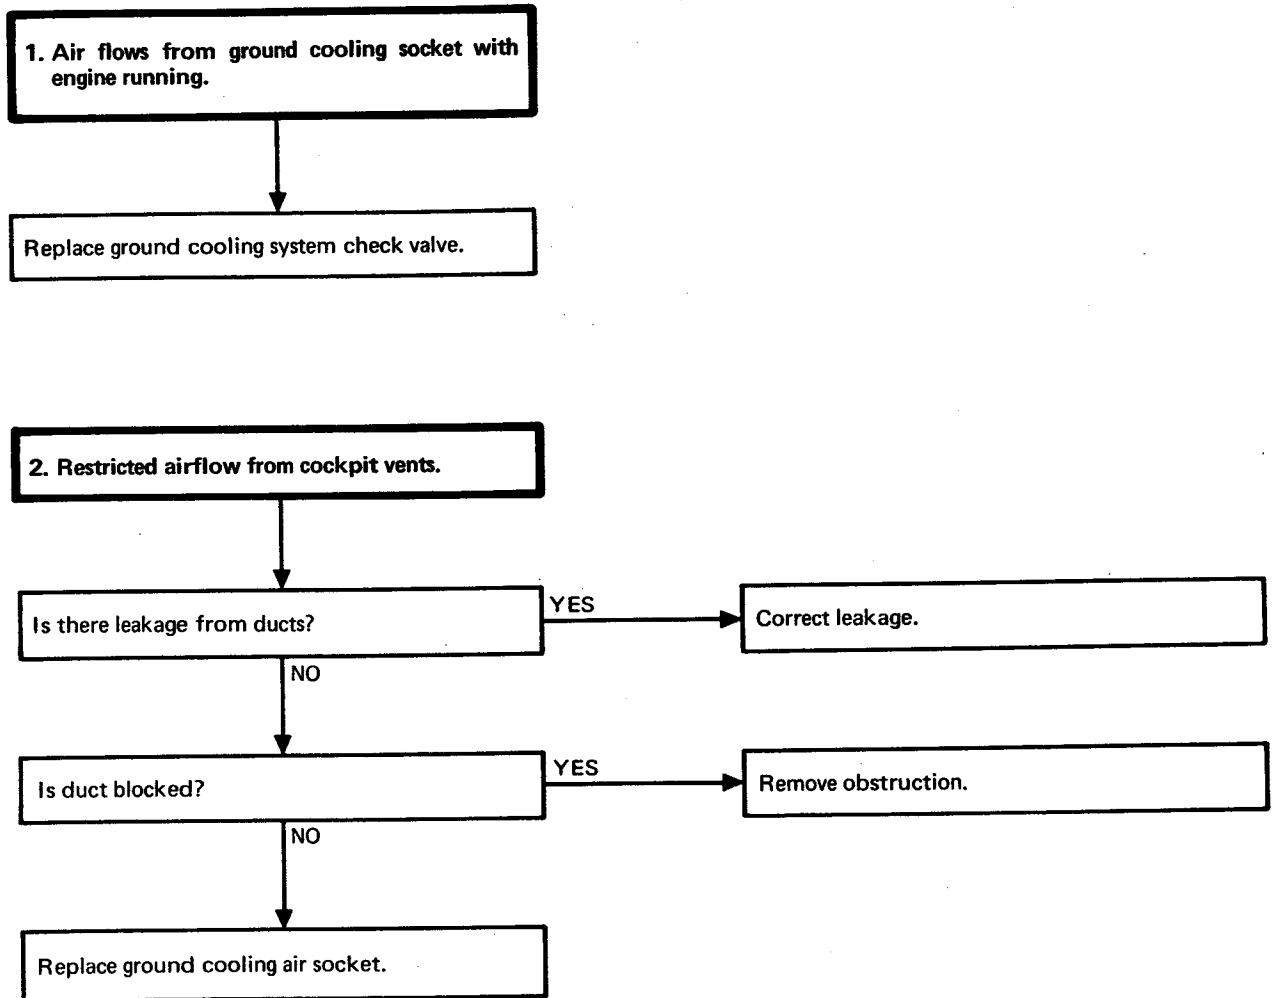 1. Air flows from ground cooling socket with
engine running.
Replace ground cooling system check valve.
2. Restricted airflow from cockpit vents.
Is there leakage from ducts?
YES
Correct leakage.
NO
Is duct blocked?
YES
Remove obstruction.
NO
Replace ground cooling air socket.